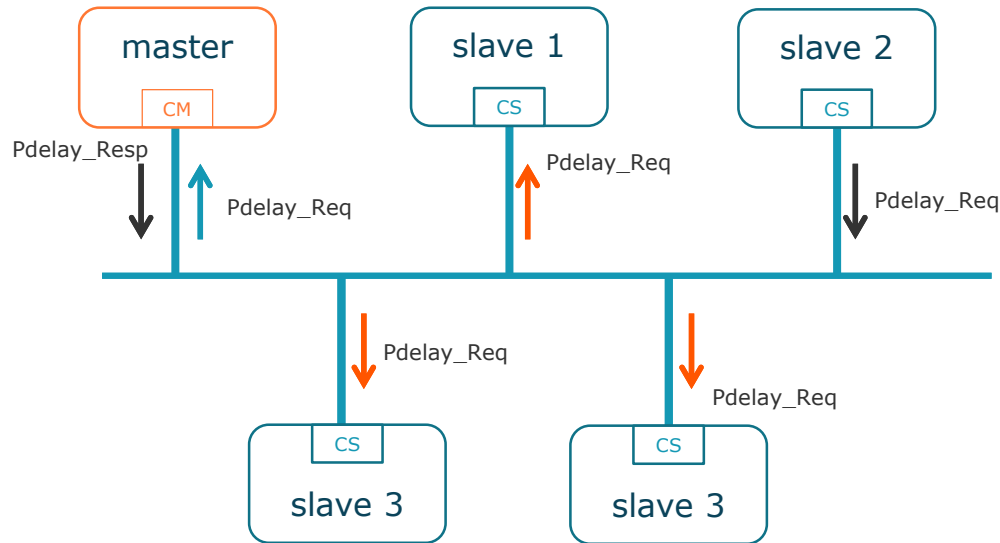 master
slave 1
slave 2
CM
CS
CS
Pdelay_Resp
Pdelay_Req
Pdelay_Req
Pdelay_Req
Pdelay_Req
Pdelay_Req
CS
CS
slave 3
slave 3